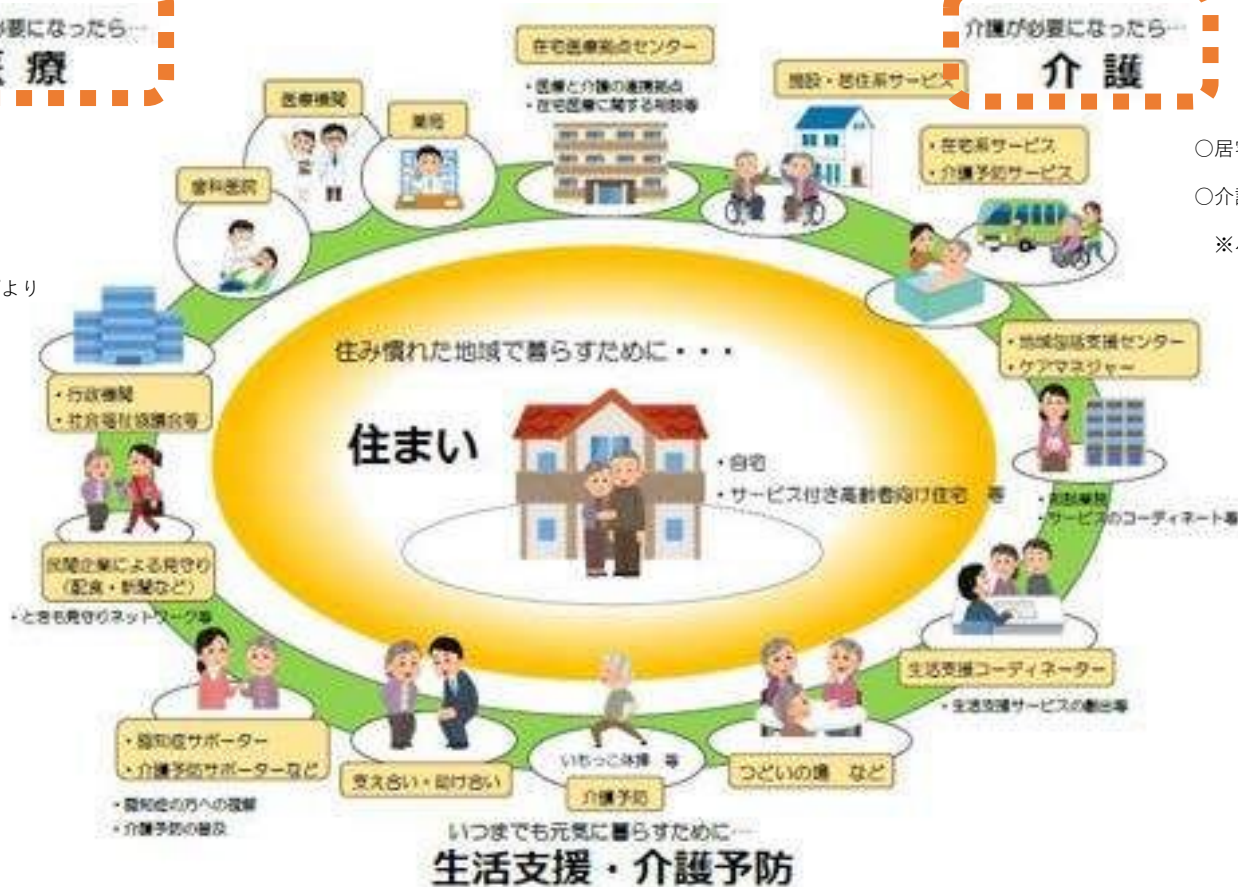 必要になったら…
医療
介護が必要になったら…
介護
在宅医療拠点センター
・医療と介護の連携拠点
・在宅医療に関する相談等
施設・居住系サービス
医療機関
薬局
歯科医院
・在宅系サービス
・介護予防サービス
より
・行政機関
・社会福祉協議会等
・地域包括支援センター
・ケアマネジャー
・サービスのコーディネート等
住み慣れた地域で暮らすために・・・
住まい
・自宅
・サービス付き高齢者向け住宅 等
民間企業による見守り
(配食・新聞など)
・ときも見守りネットワーク等
生活支援コーディネーター
・生活支援サービスの創出等
・認知症サポーター
・介護予防サポーターなど
・認知症の方への理解
・介護予防の普及
支え合い・助け合い
いちっこ体操 等
介護予防
つどいの場 など
いつまでも元気に暮らすために…
生活支援・介護予防